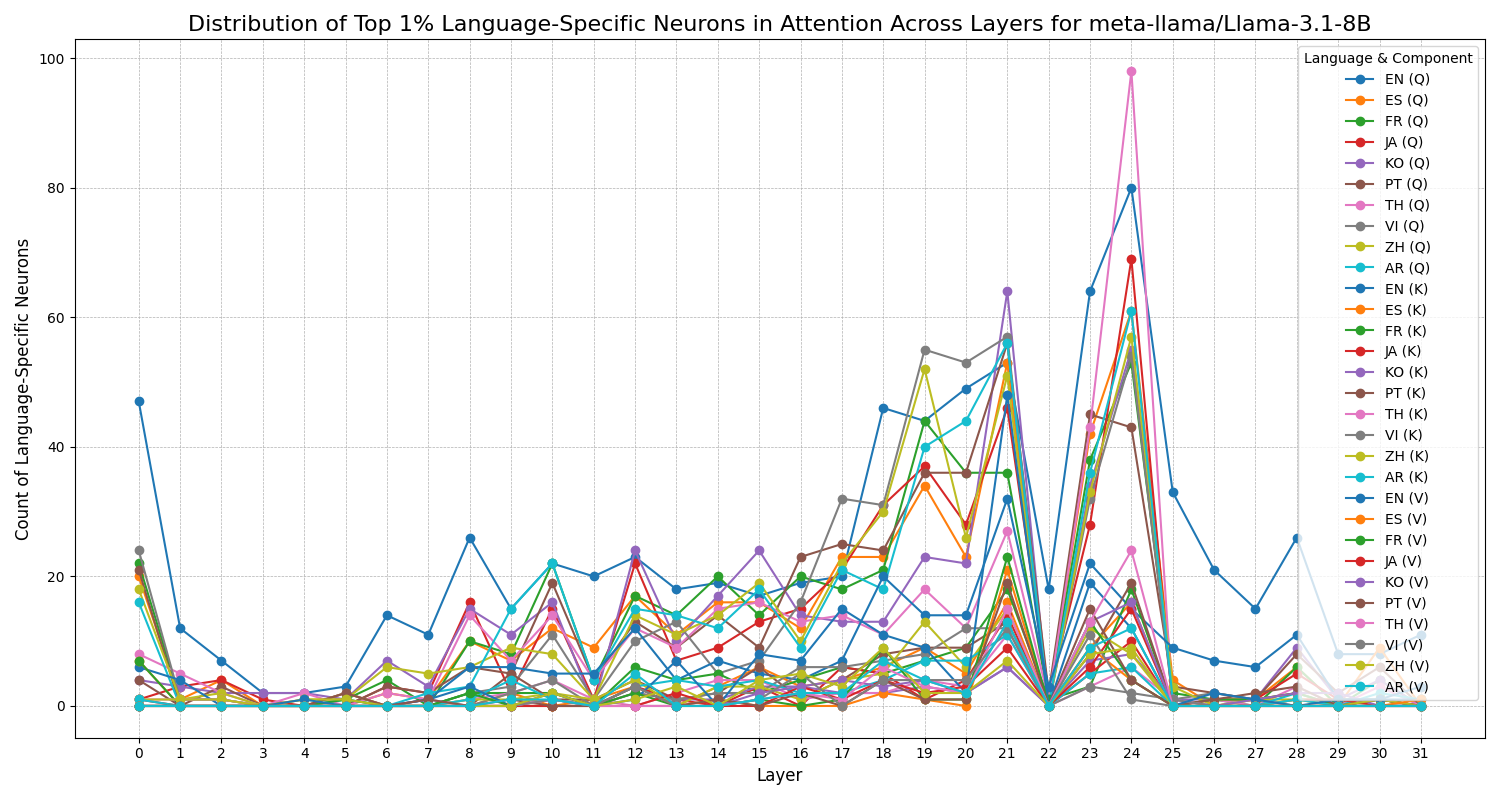 Distribution of Top 1% Language-Specific Neurons in Attention Across Layers for meta-llama/Llama-3.1-8B
Count of Language-Specific Neurons
100
80
60
40
20
0
0 1 2 3 4 5 6 7 8 9 10 11 12 13 14 15 16 17 18 19 20 21 22 23 24 25 26 27 28 29 30 31
Layer
Language & Component
EN (Q)
ES (Q)
FR (Q)
JA (Q)
KO (Q)
PT (Q)
TH (Q)
VI (Q)
ZH (Q)
AR (Q)
EN (K)
ES (K)
FR (K)
JA (K)
KO (K)
PT (K)
TH (K)
VI (K)
ZH (K)
AR (K)
EN (V)
ES (V)
FR (V)
JA (V)
KO (V)
PT (V)
TH (V)
VI (V)
ZH (V)
AR (V)